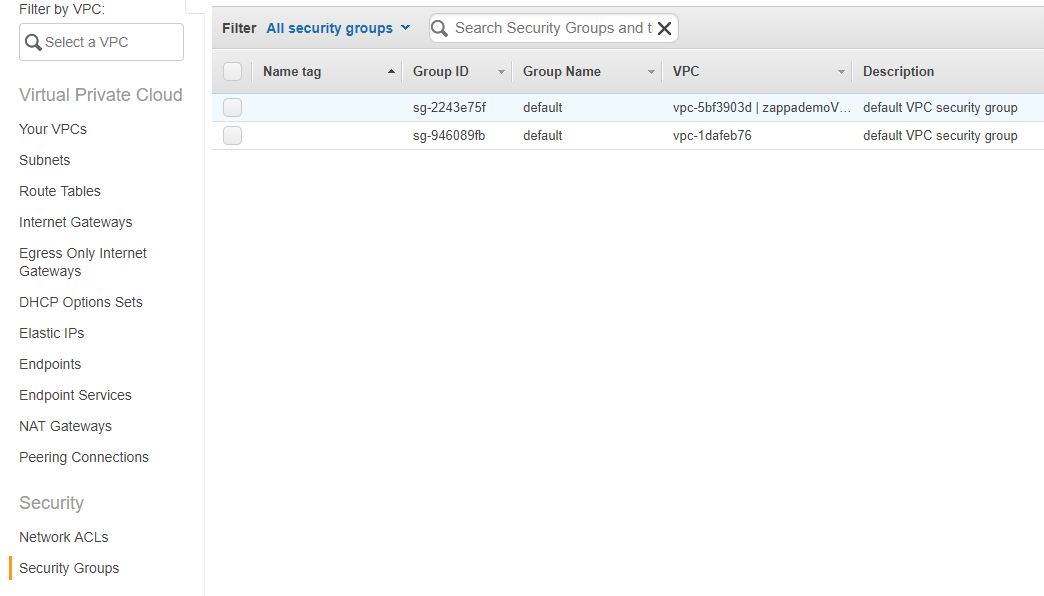 Filter by VPC:
Select a VPC
Virtual Private Cloud
Your VPCs
Subnets
Route Tables
Internet Gateways
Egress Only Internet
Gateways
DHCP Options Sets
Elastic IPs
Endpoints
Endpoint Services
NAT Gateways
Peering Connections
Security
Network ACLs
Security Groups
Filter All security groups Search Security Groups and t
Name tag Group ID Group Name VPC Description
sg-2243e75f default vpc-5bf3903d | zappademoV... default VPC security group
sg-946089fb default vpc-1dafeb76 default VPC security group